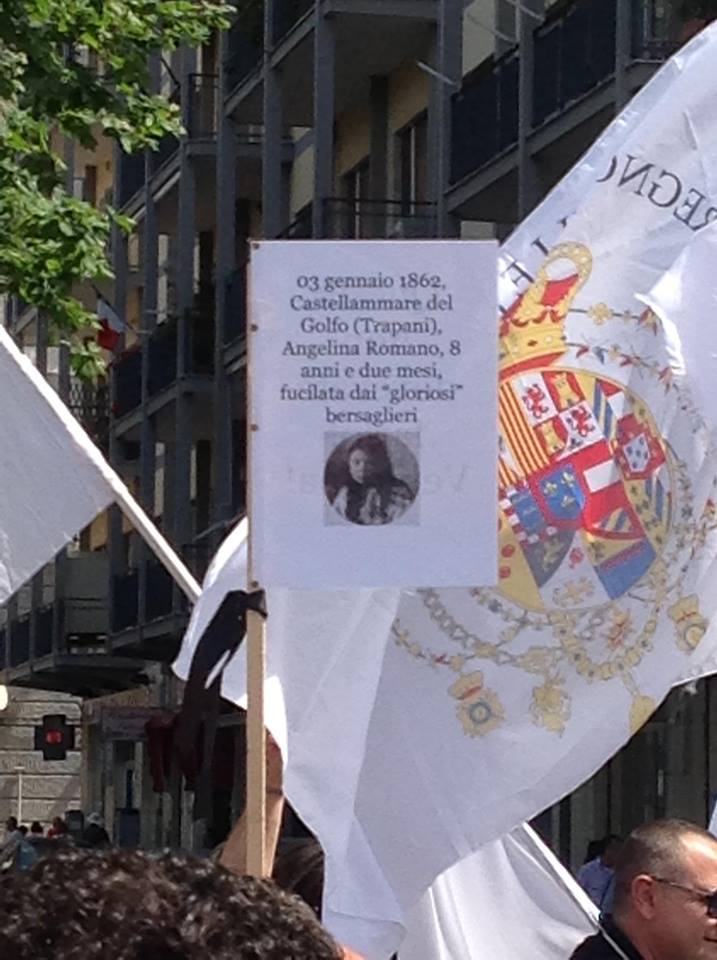 03 gennaio 1862,
Castellammare del
Golfo (Trapani),
Angelina Romano, 8
anni e due mesi,
fucilata dai “gloriosi”
bersaglieri
REGNO